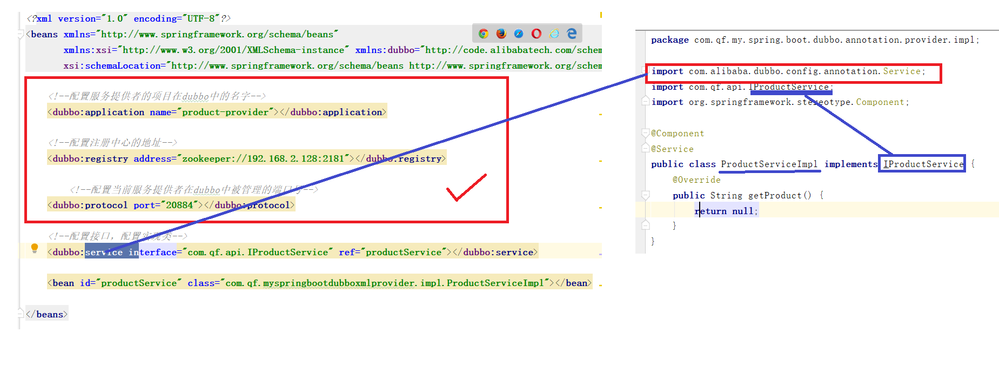 <?xml version="1.0" encoding="UTF-8"?>
<beans xmlns="http://www.springframework.org/schema/beans"
xmlns:xsi="http://www.w3.org/2001/XMLSchema-instance" xmlns:dubbo="http://code.alibabatech.com/schem
xsi:schemaLocation="http://www.springframework.org/schema/beans http://www.springframework.org/schem
<!--配置服务提供者的项目在dubbo中的名字-->
<dubbo:application name="product-provider"></dubbo:application>
<!--配置注册中心的地址-->
<dubbo:registry address="zookeeper://192.168.2.128:2181"></dubbo:registry>
<!--配置当前服务提供者在dubbo中被管理的端口号-->
<dubbo:protocol port="20884"></dubbo:protocol>
<!--配置接口，配置实现类-->
<dubbo:service interface="com.qf.api.IProductService" ref="productService"></dubbo:service>
<bean id="productService" class="com.qf.myspringbootdubboxmlprovider.impl.ProductServiceImpl"></bean>
</beans>
package com.qf.my.spring.boot.dubbo.annotation.provider.impl;
import com.alibaba.dubbo.config.annotation.Service;
import com.qf.api.IProductService;
import org.springframework.stereotype.Component;
@Component
@Service
public class ProductServiceImpl implements IProductService {
@Override
public String getProduct() {
return null;
}
}